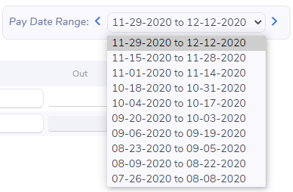 Pay Date Range: 11-29-2020 to 12-12-2020
11-29-2020 to 12-12-2020
Out
11-15-2020 to 11-28-2020
11-01-2020 to 11-14-2020
10-18-2020 to 10-31-2020
10-04-2020 to 10-17-2020
09-20-2020 to 10-03-2020
09-06-2020 to 09-19-2020
08-23-2020 to 09-05-2020
08-09-2020 to 08-22-2020
07-26-2020 to 08-08-2020